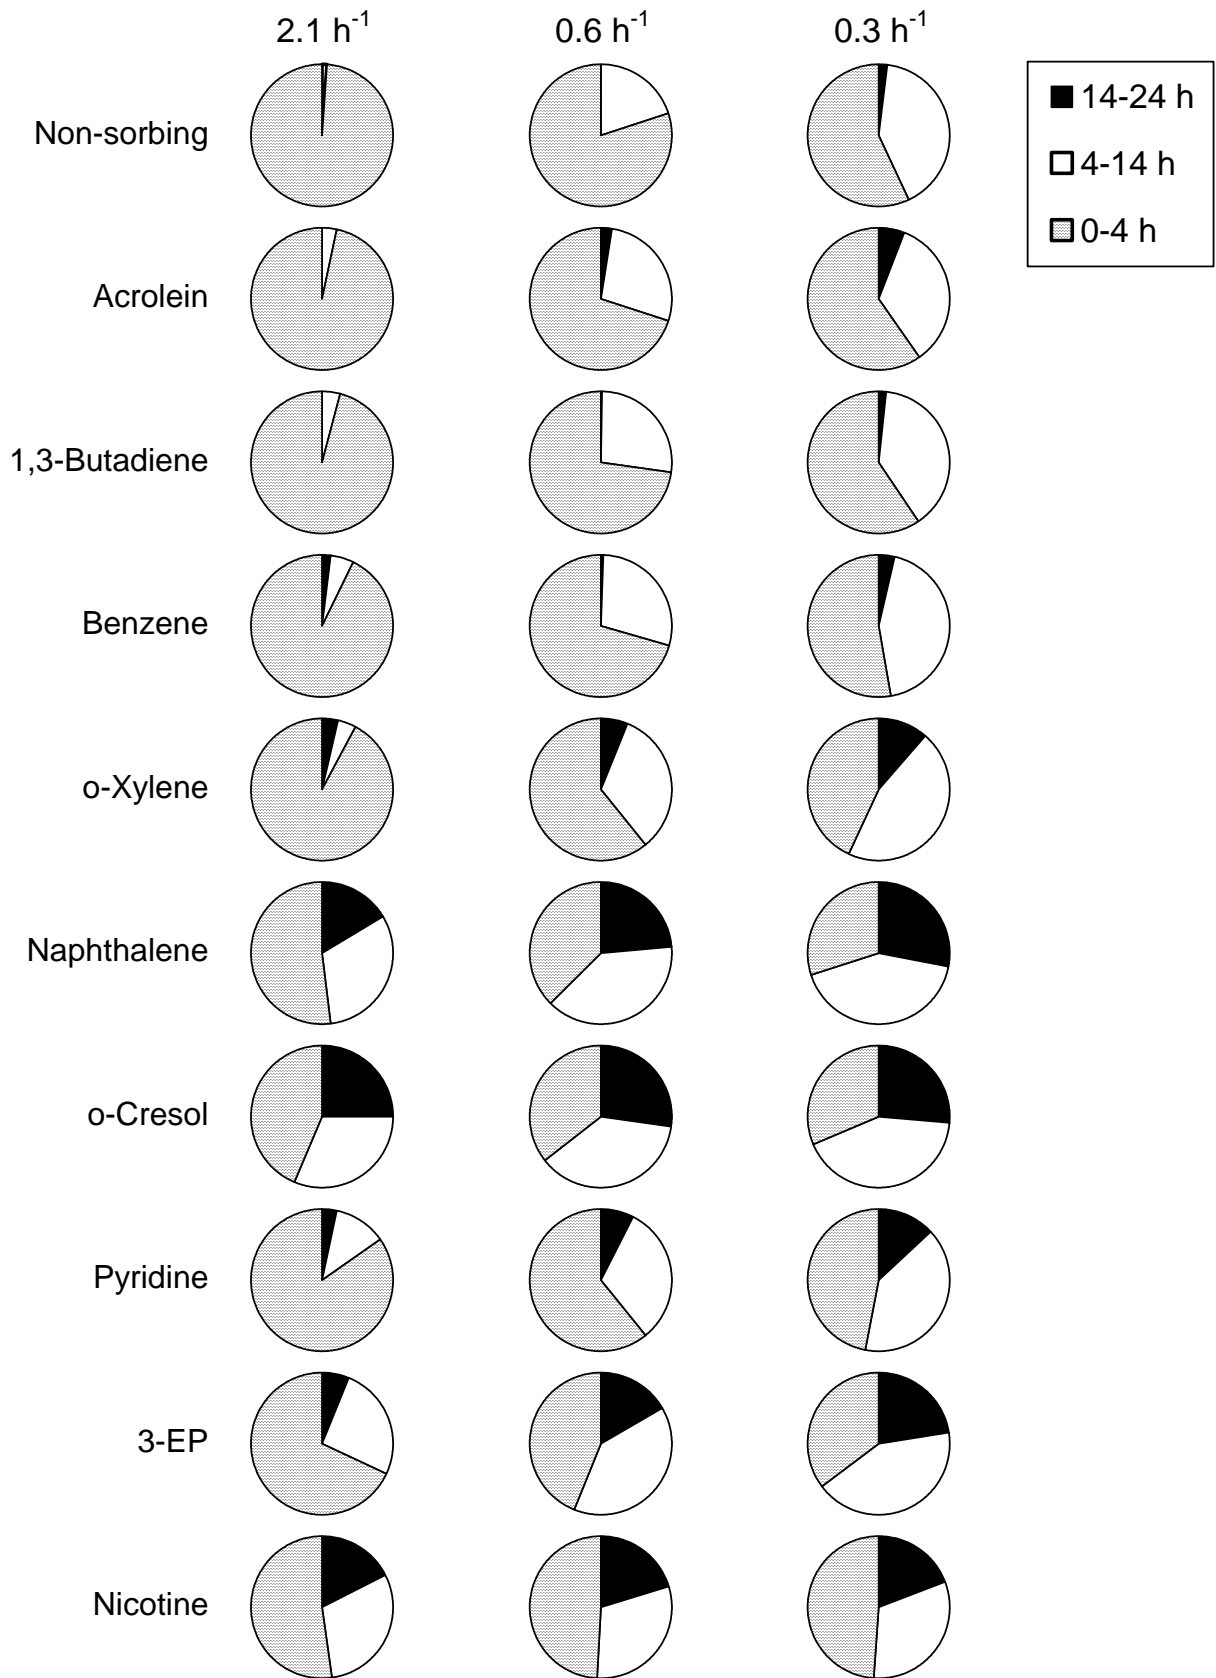 2.1 h⁻¹ 0.6 h⁻¹ 0.3 h⁻¹
14-24 h
4-14 h
0-4 h
Non-sorbing
Acrolein
1,3-Butadiene
Benzene
o-Xylene
Naphthalene
o-Cresol
Pyridine
3-EP
Nicotine